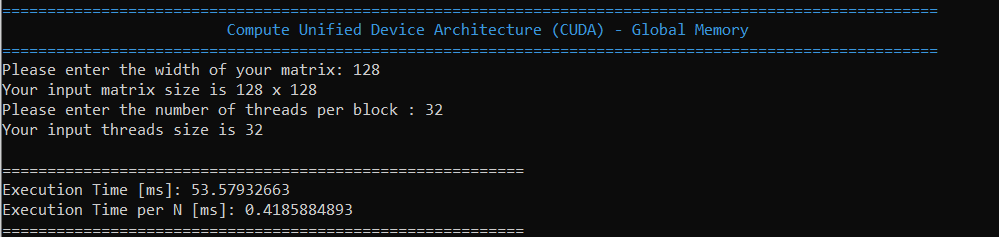 ========================================================================================================
Compute Unified Device Architecture (CUDA) - Global Memory
========================================================================================================
Please enter the width of your matrix: 128
Your input matrix size is 128 x 128
Please enter the number of threads per block : 32
Your input threads size is 32
==========================================================
Execution Time [ms]: 53.57932663
Execution Time per N [ms]: 0.4185884893
==========================================================